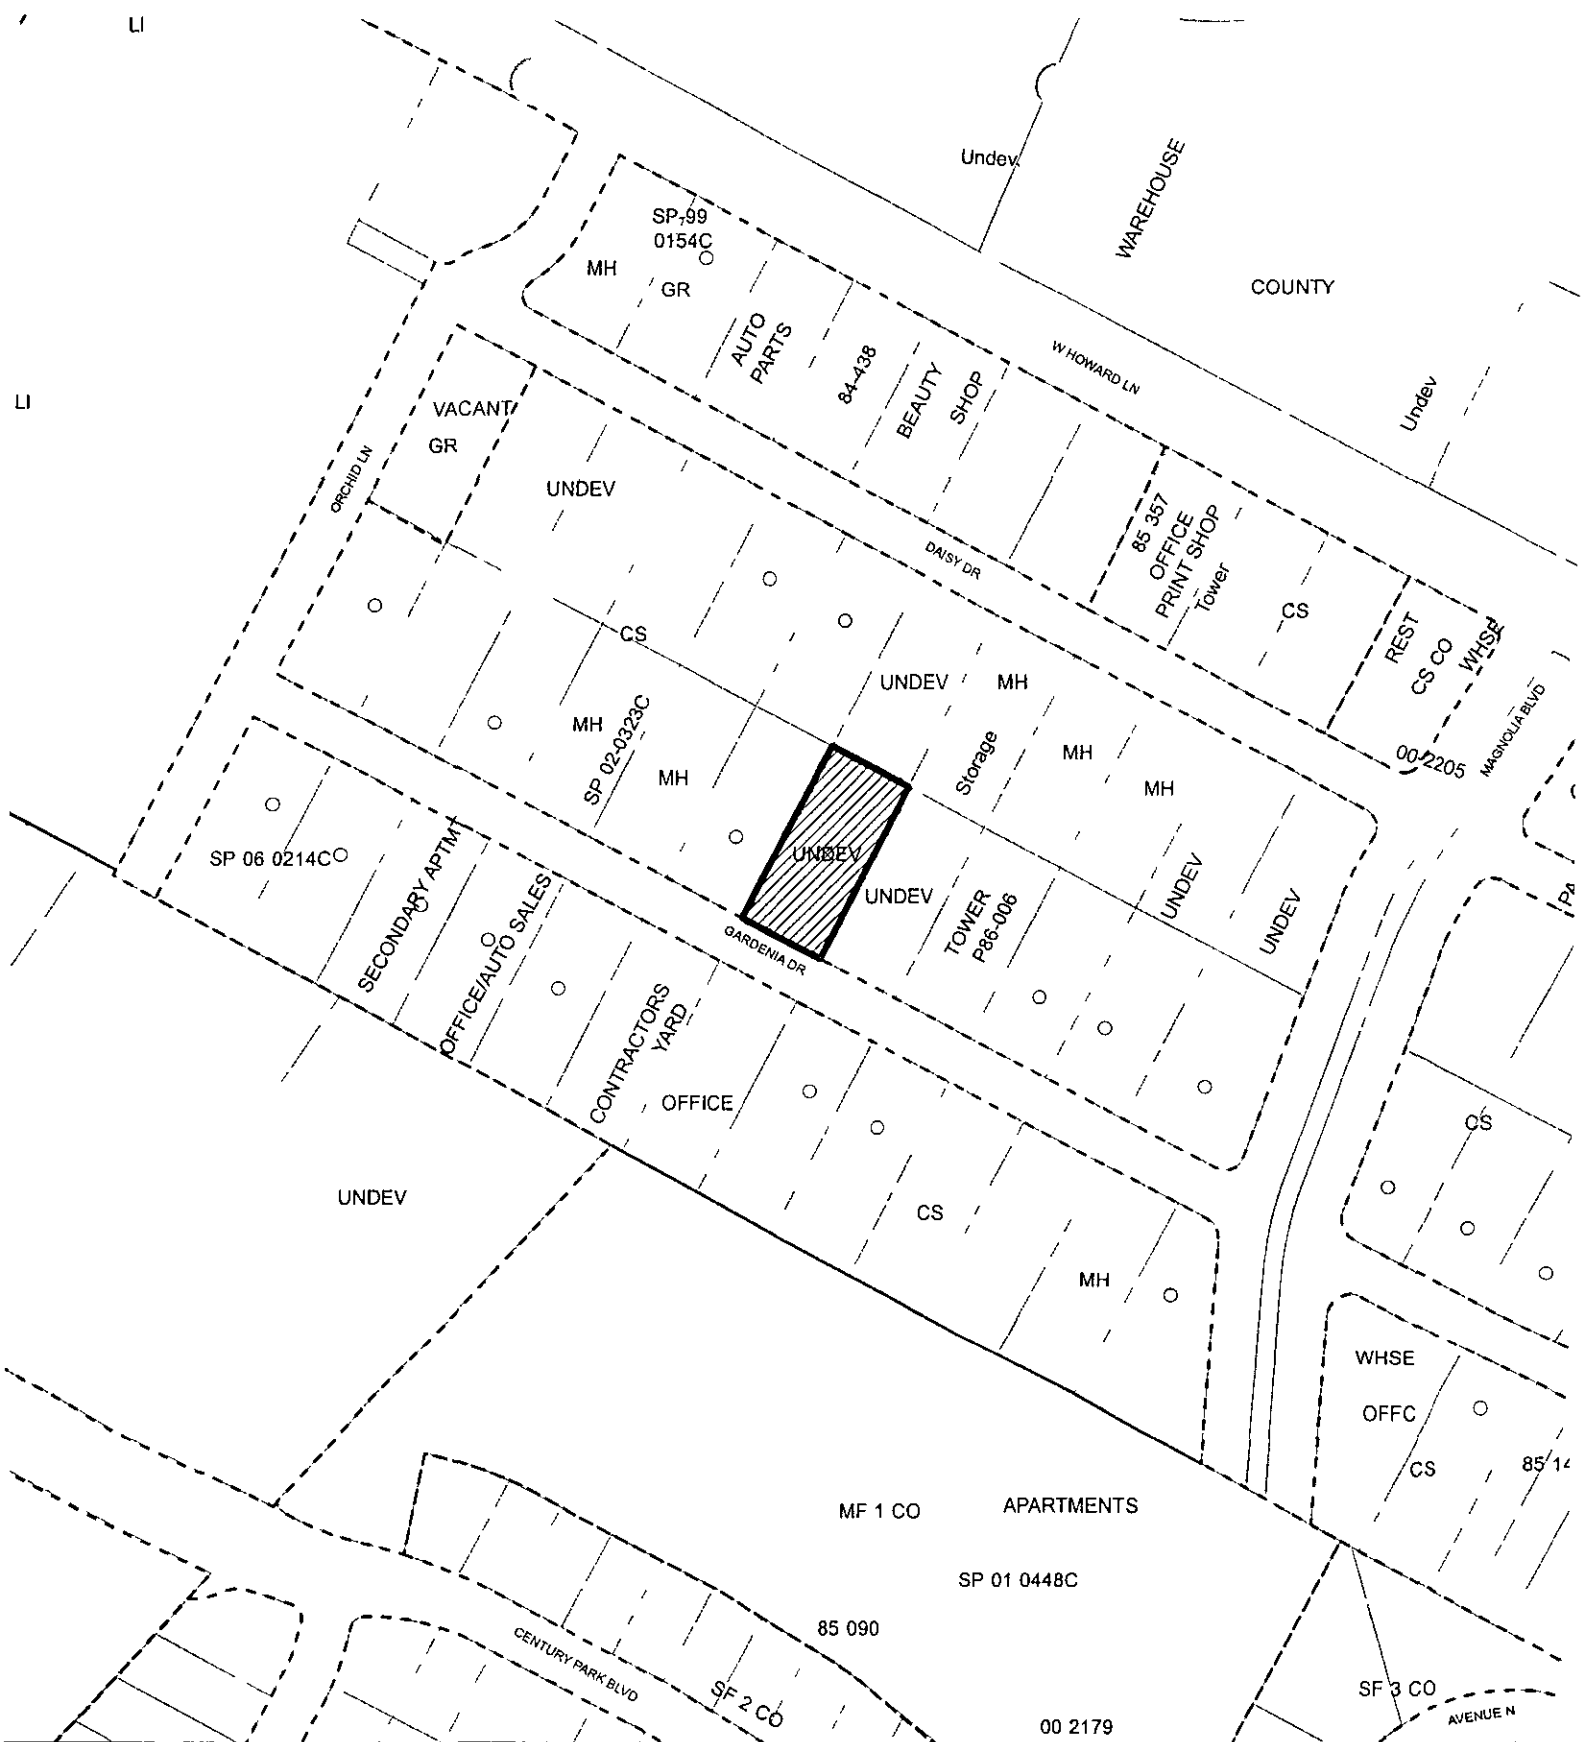 LI
Undev.
WAREHOUSE
SP-99
0154C
MH
GR
COUNTY
AUTO
PARTS
84-438
BEAUTY
SHOP
W HOWARD LN
Undev
LI
VACANT
GR
ORCHID LN
UNDEV
DAISY DR
85 357
OFFICE
PRINT SHOP
Tower
CS
REST
CS CO
WHSE
CS
UNDEV
MH
MAGNOLIA BLVD
00-2205
MH
SP 02-0323C
MH
Storage
MH
MH
SP 06 0214C
SECONDARY APTMT
OFFICE/AUTO SALES
UNDEV
UNDEV
TOWER
P86-006
UNDEV
UNDEV
PA
GARDENIA DR
CONTRACTORS
YARD
OFFICE
CS
UNDEV
CS
MH
WHSE
OFFC
CS
85 14
MF 1 CO
APARTMENTS
SP 01 0448C
85 090
CENTURY PARK BLVD
SF 2 CO
SF 3 CO
AVENUE N
00 2179